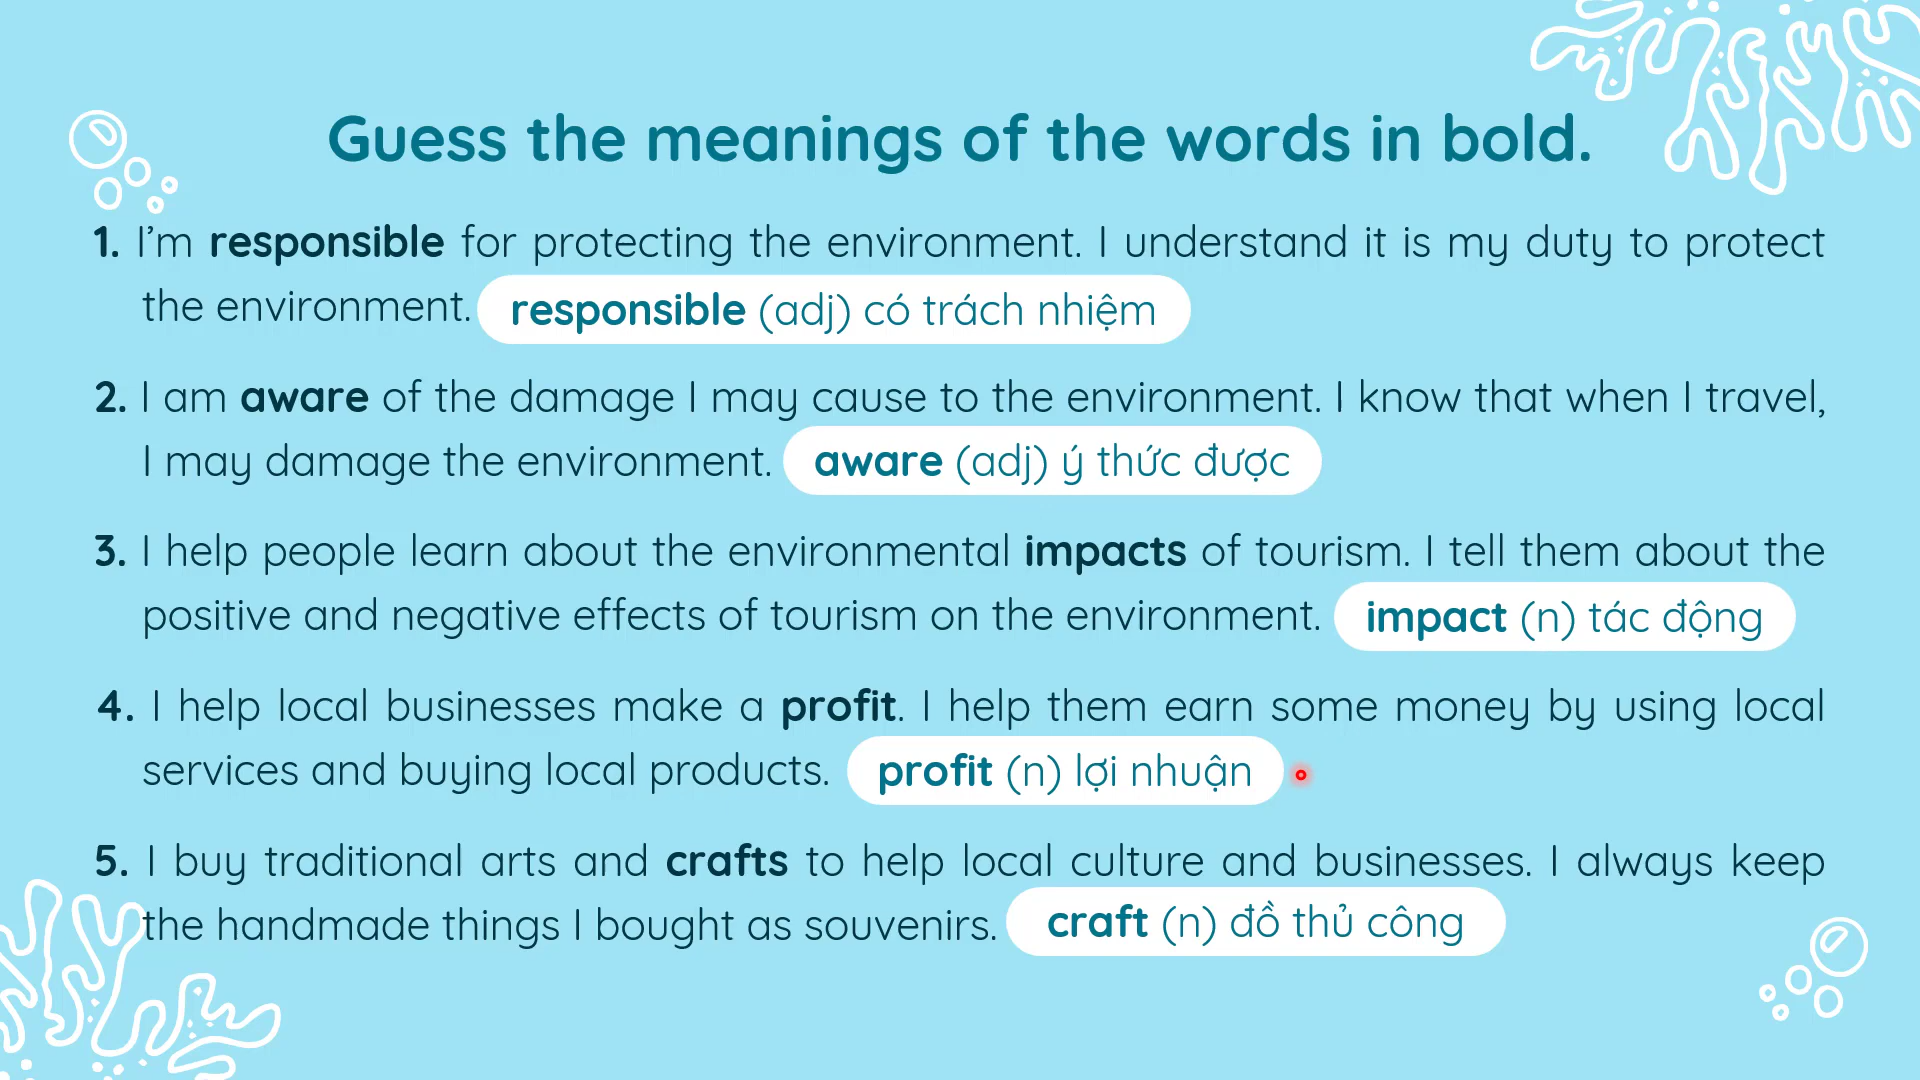 Guess the meanings of the words in bold.
1. I’m responsible for protecting the environment. I understand it is my duty to protect
the environment. responsible (adj) có trách nhiệm
2. I am aware of the damage I may cause to the environment. I know that when I travel,
I may damage the environment. aware (adj) ý thức được
3. I help people learn about the environmental impacts of tourism. I tell them about the
positive and negative effects of tourism on the environment. impact (n) tác động
4. I help local businesses make a profit. I help them earn some money by using local
services and buying local products. profit (n) lợi nhuận
5. I buy traditional arts and crafts to help local culture and businesses. I always keep
the handmade things I bought as souvenirs. craft (n) đồ thủ công